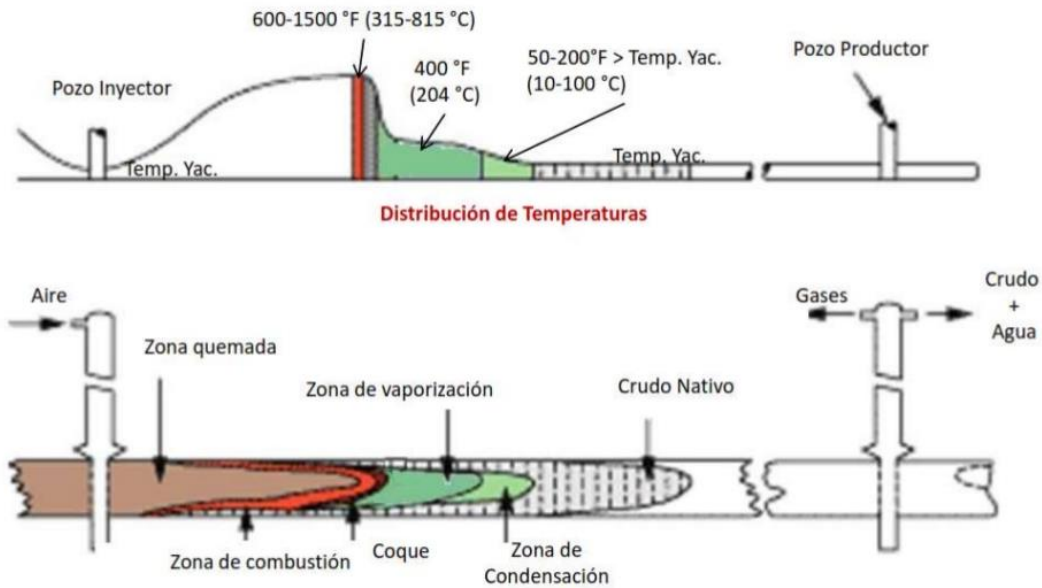 600-1500 °F (315-815 °C)
Pozo Inyector
400 °F
(204 °C)
50-200°F > Temp. Yac.
(10-100 °C)
Pozo Productor
Temp. Yac.
Temp. Yac.
Distribución de Temperaturas
Aire
Gases
Crudo
+
Agua
Zona quemada
Zona de vaporización
Crudo Nativo
Zona de combustión
Coque
Zona de
Condensación